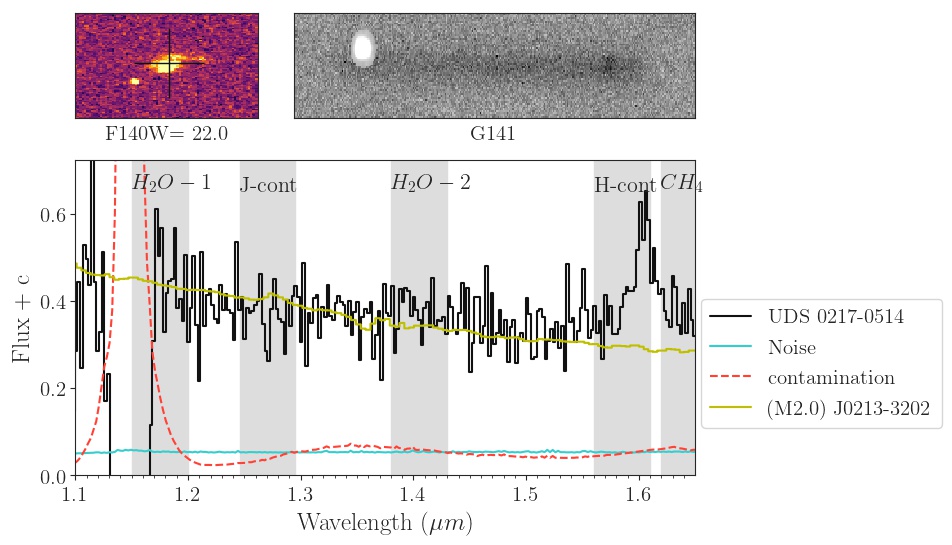 F140W= 22.0
G141
H₂O − 1
J-cont
H₂O − 2
H-cont
CH₄
Flux + c
0.6
0.4
0.2
0.0
1.1
1.2
1.3
1.4
1.5
1.6
Wavelength (μm)
UDS 0217-0514
Noise
contamination
(M2.0) J0213-3202